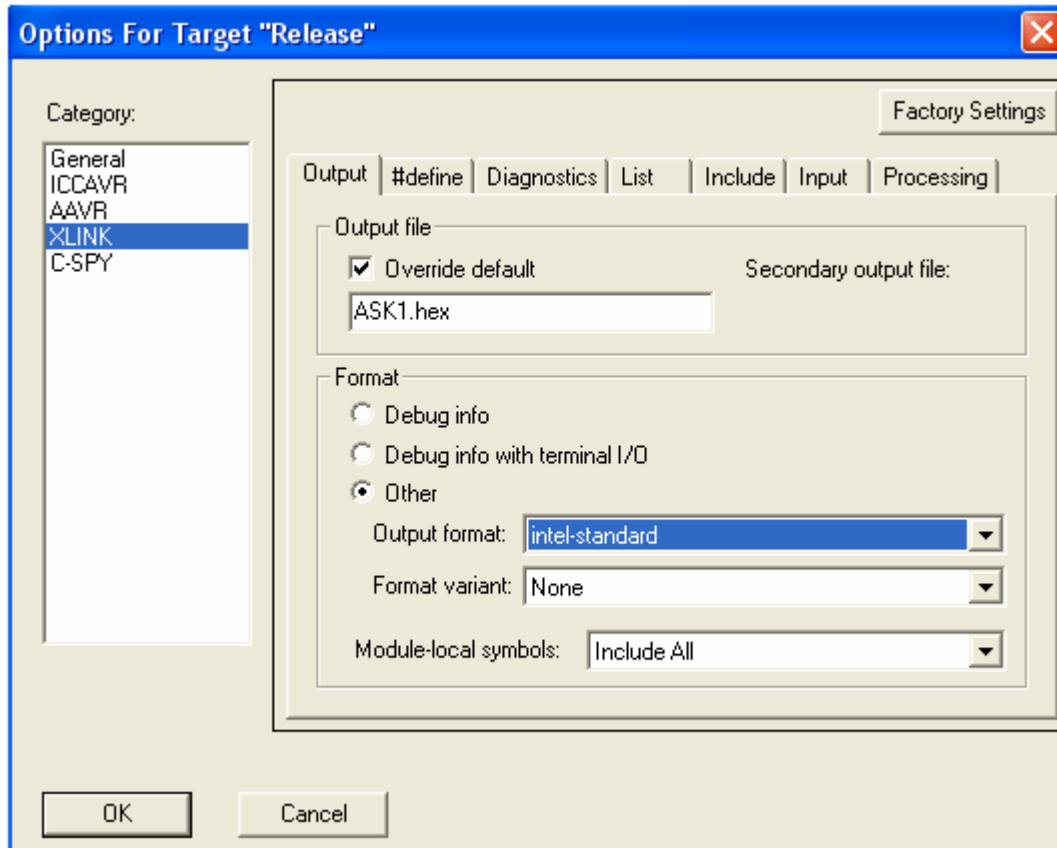 Options For Target "Release"
Category:
General
ICCAVR
AAVR
XLINK
C-SPY
Factory Settings
Output #define Diagnostics List Include Input Processing
Output file
Override default
Secondary output file:
ASK1.hex
Format
Debug info
Debug info with terminal I/O
Other
Output format: intel-standard
Format variant: None
Module-local symbols: Include All
OK Cancel